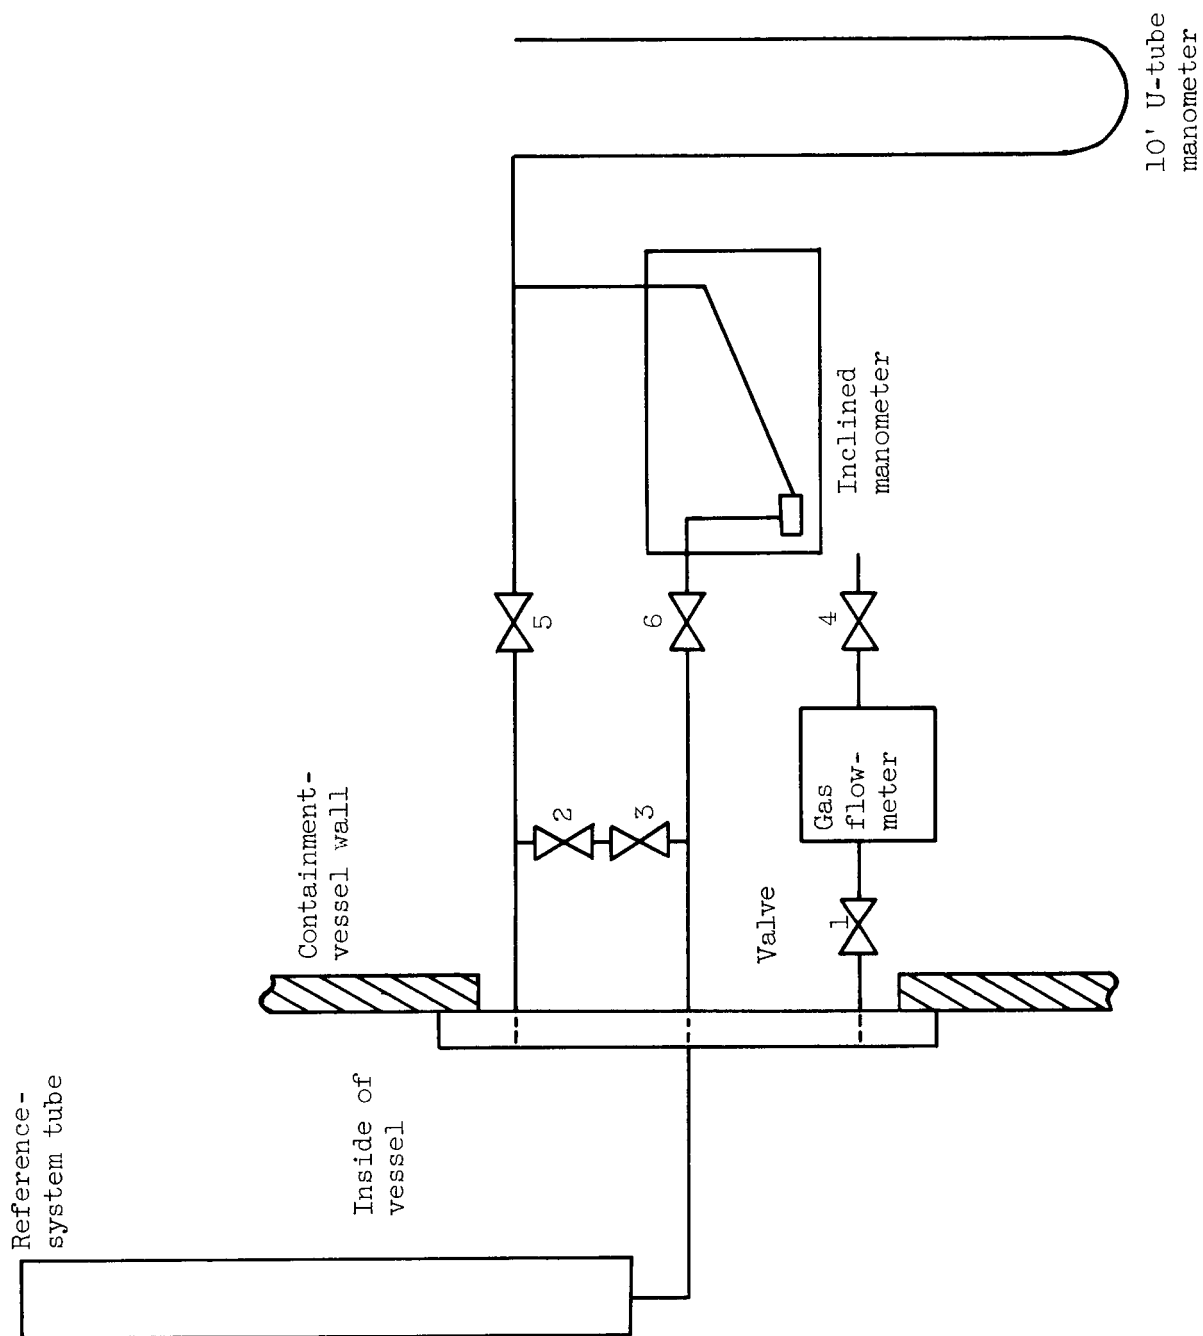 Reference-
system tube
Inside of
vessel
Containment-
vessel wall
Valve
1
2
3
Gas
flow-
meter
4
5
6
Inclined
manometer
10' U-tube
manometer